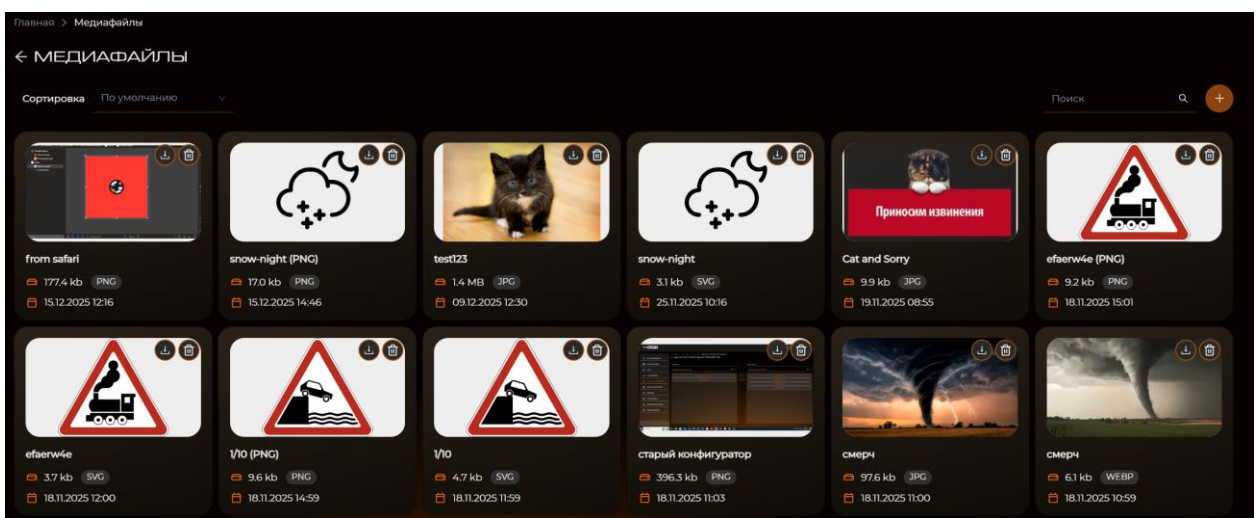 Главная > Медиафайлы
← МЕДИАФАЙЛЫ
Сортировка По умолчанию
Поиск
Приносим извинения
from safari
snow-night (PNG)
test123
snow-night
Cat and Sorry
efaerw4e (PNG)
177.4 kb PNG
17.0 kb PNG
1.4 MB JPG
3.1 kb SVG
9.9 kb JPG
9.2 kb PNG
15.12.2025 12:16
15.12.2025 14:46
09.12.2025 12:30
25.11.2025 10:16
19.11.2025 08:55
18.11.2025 15:01
efaerw4e
1/10 (PNG)
1/10
старый конфигуратор
смерч
смерч
3.7 kb SVG
9.6 kb PNG
4.7 kb SVG
396.3 kb PNG
97.6 kb JPG
6.1 kb WEBP
18.11.2025 12:00
18.11.2025 14:59
18.11.2025 11:59
18.11.2025 11:03
18.11.2025 11:00
18.11.2025 10:59